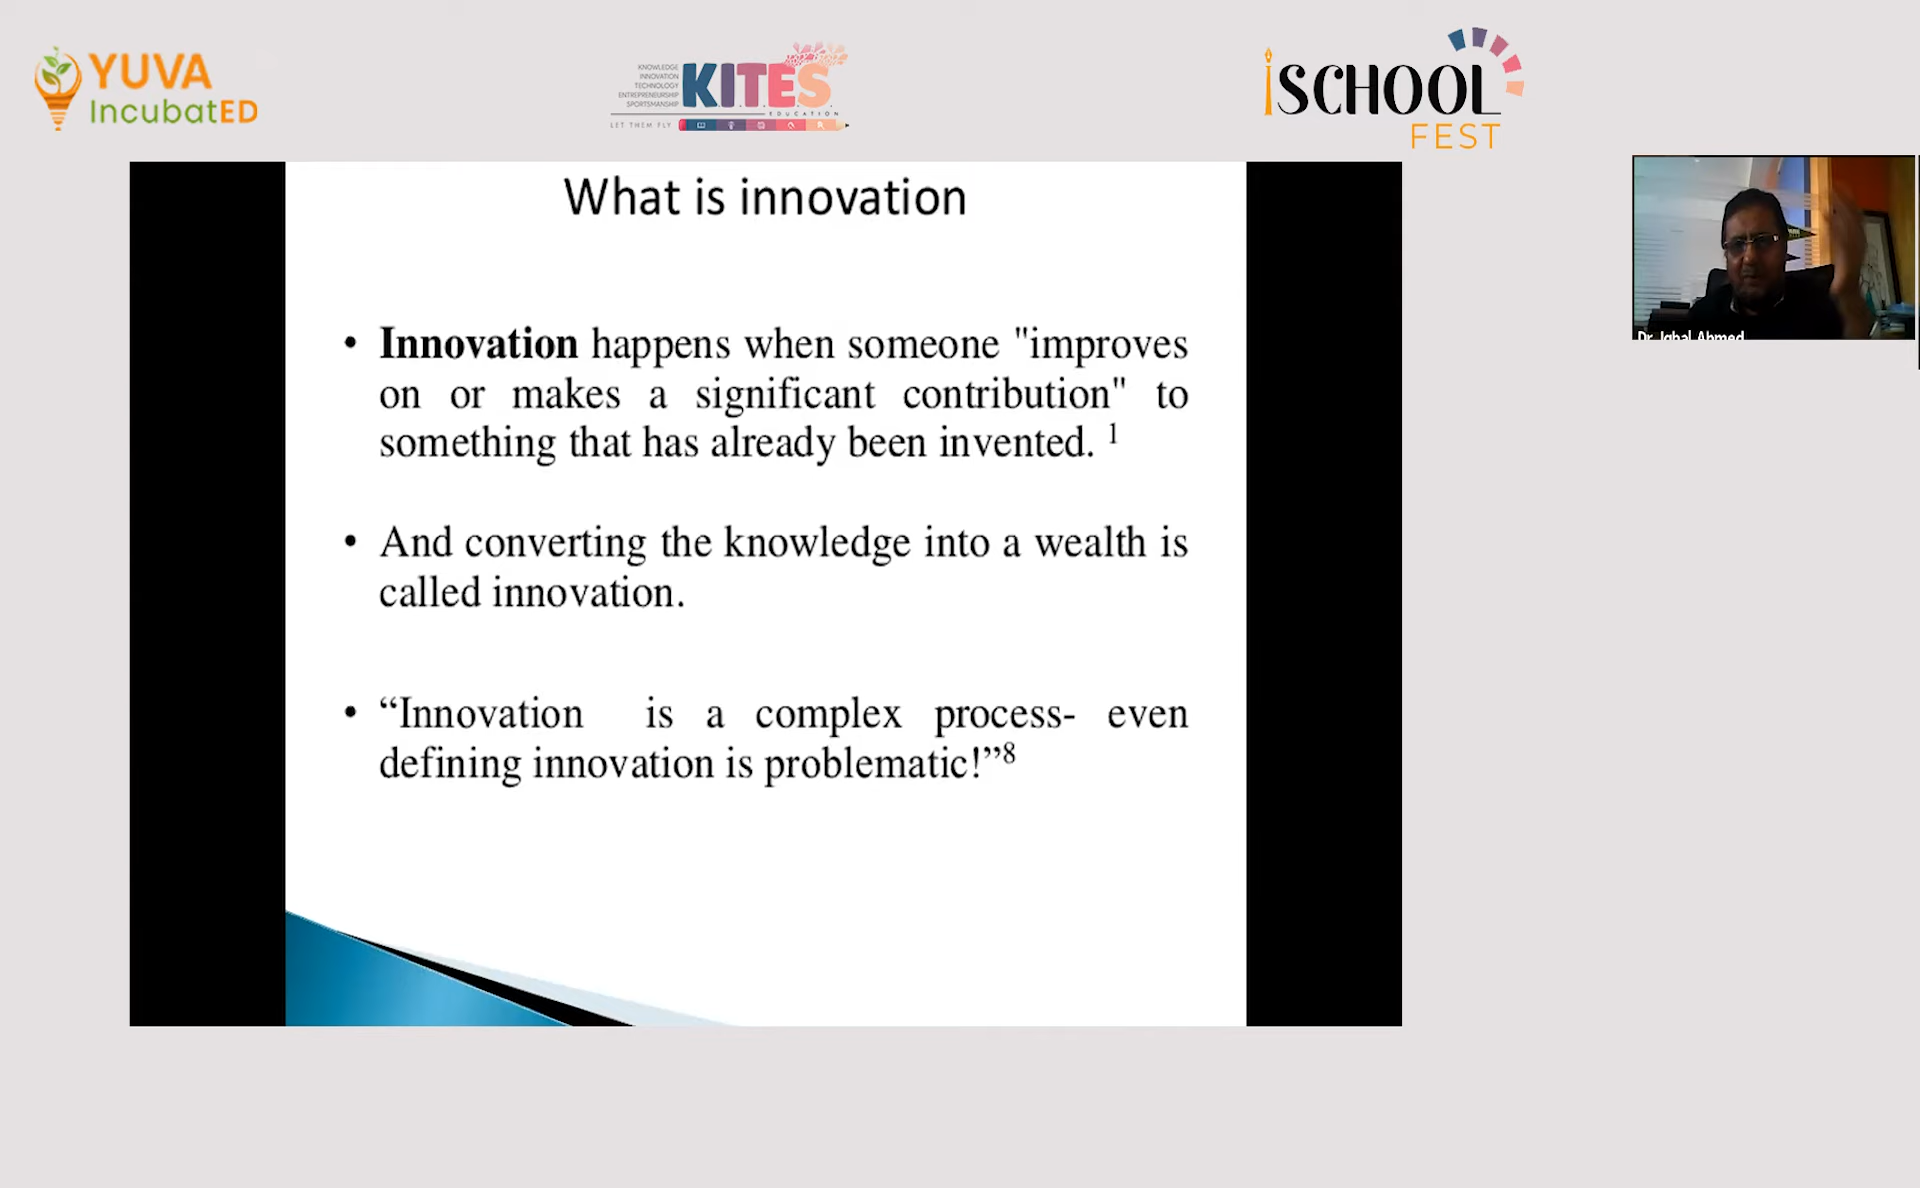 YUVA
IncubatED
KNOWLEDGE
INNOVATION
TECHNOLOGY
ENTREPRENEURSHIP
SPORTSMANSHIP
K.I.T.E.S.
EDUCATION
LET THEM FLY
iSCHOOL
FEST
What is innovation
• Innovation happens when someone "improves
on or makes a significant contribution" to
something that has already been invented. 1
• And converting the knowledge into a wealth is
called innovation.
• “Innovation is a complex process- even
defining innovation is problematic!”8
Dr. Iqbal Ahmed